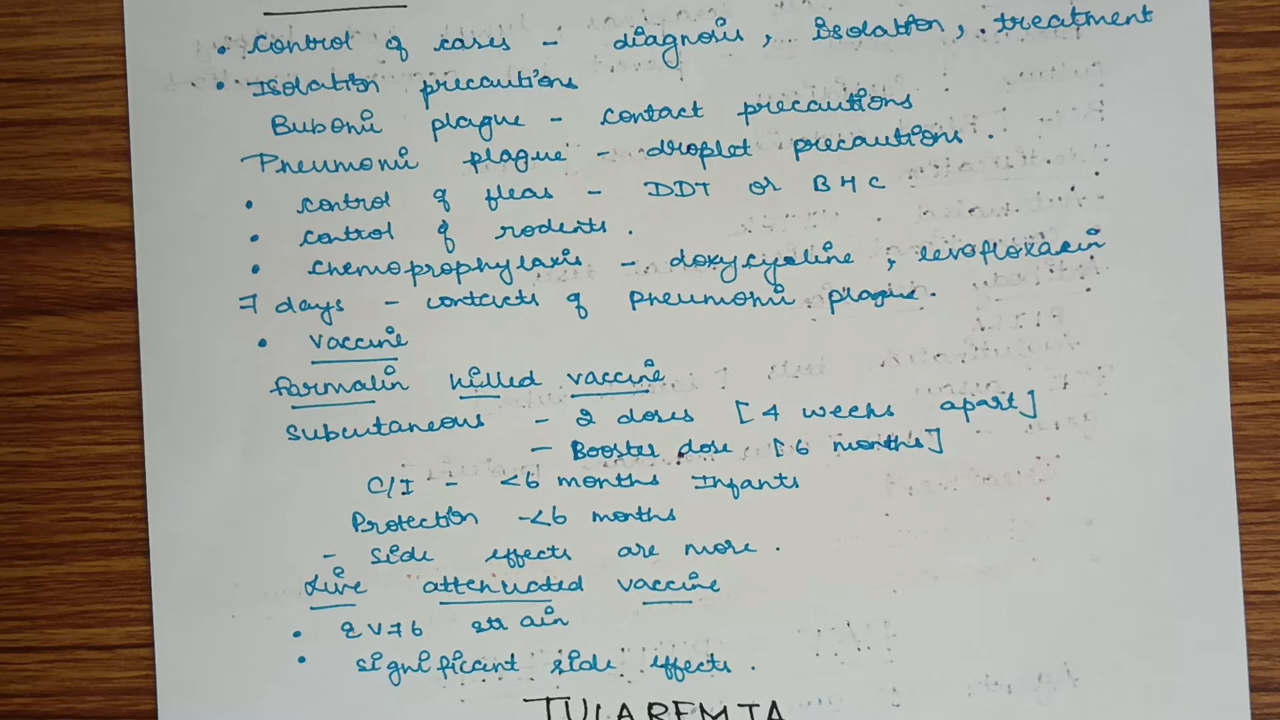 • control of cases - diagnosis, isolation, treatment
• Isolation precautions
Bubonic plague - contact precautions
Pneumonic plague - droplet precautions.
• control of fleas - DDT or BHC
• control of rodents.
• chemoprophylaxis - doxycycline, levofloxacin
7 days - contacts of pneumonic plague.
• vaccine
Formalin killed vaccine
subcutaneous - 2 doses [4 weeks apart]
- Booster dose [6 months]
C/I - <6 months Infants
Protection - <6 months
- side effects are more.
Live attenuated vaccine
• EV76 strain
• significant side effects.
TULAREMIA